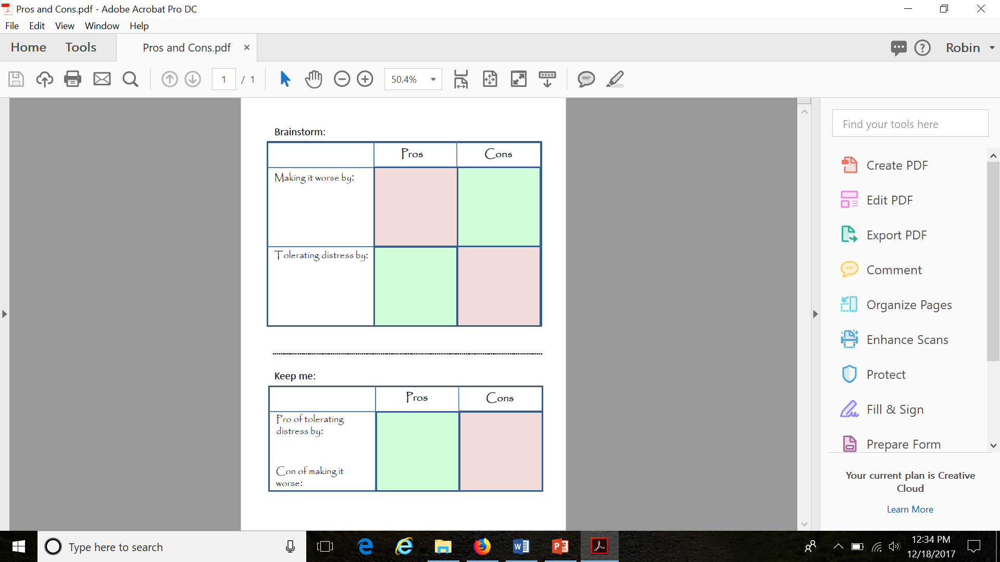 Pros and Cons.pdf - Adobe Acrobat Pro DC
File Edit View Window Help
Home Tools Pros and Cons.pdf × Robin
1 / 1 50.4%
Brainstorm:
Pros Cons
Making it worse by:
Tolerating distress by:
Keep me:
Pros Cons
Pro of tolerating
distress by:
Con of making it
worse:
Find your tools here
Create PDF
Edit PDF
Export PDF
Comment
Organize Pages
Enhance Scans
Protect
Fill & Sign
Prepare Form
Your current plan is Creative
Cloud
Learn More
Type here to search
12:34 PM
12/18/2017